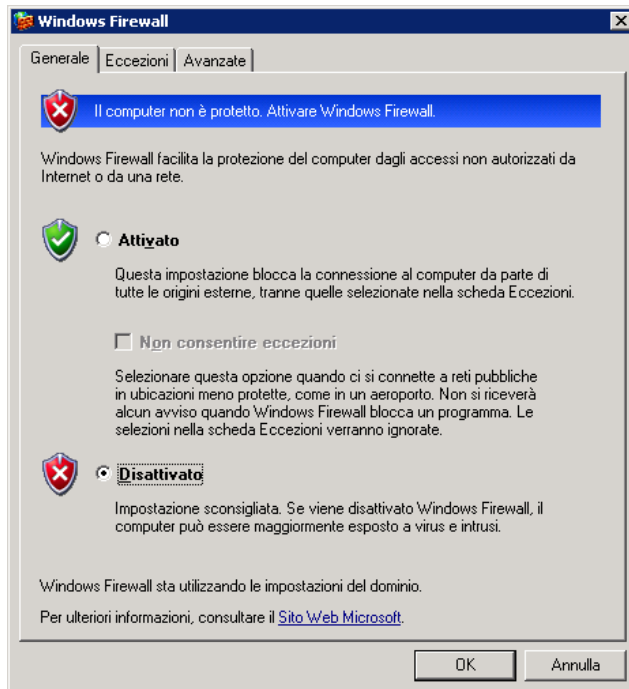 Windows Firewall
Generale Eccezioni Avanzate
Il computer non è protetto. Attivare Windows Firewall.
Windows Firewall facilita la protezione del computer dagli accessi non autorizzati da
Internet o da una rete.
Attivato
Questa impostazione blocca la connessione al computer da parte di
tutte le origini esterne, tranne quelle selezionate nella scheda Eccezioni.
Non consentire eccezioni
Selezionare questa opzione quando ci si connette a reti pubbliche
in ubicazioni meno protette, come in un aeroporto. Non si riceverà
alcun avviso quando Windows Firewall blocca un programma. Le
selezioni nella scheda Eccezioni verranno ignorate.
Disattivato
Impostazione sconsigliata. Se viene disattivato Windows Firewall, il
computer può essere maggiormente esposto a virus e intrusi.
Windows Firewall sta utilizzando le impostazioni del dominio.
Per ulteriori informazioni, consultare il Sito Web Microsoft.
OK Annulla